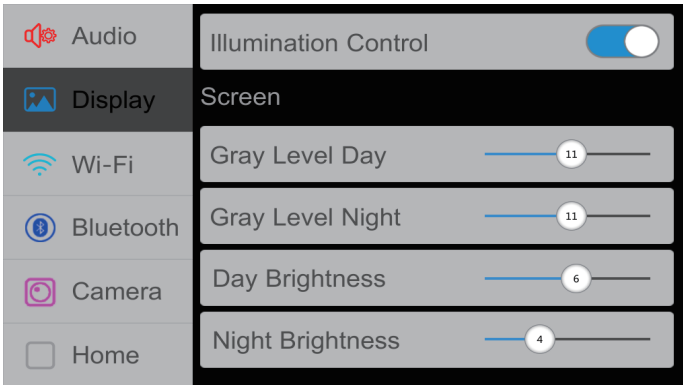 Audio
Display
Wi-Fi
Bluetooth
Camera
Home
Illumination Control
Screen
Gray Level Day 11
Gray Level Night 11
Day Brightness 6
Night Brightness 4